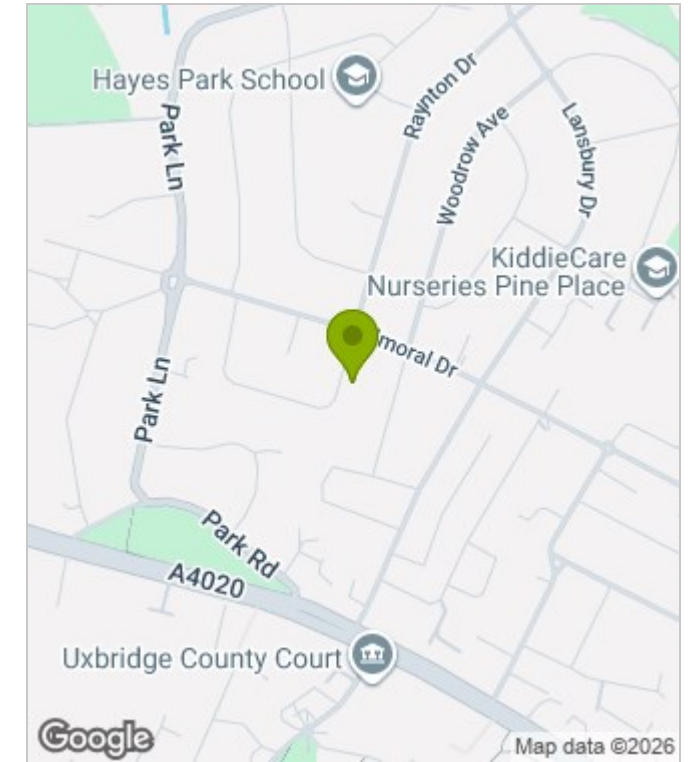 Hayes Park School
Raynton Dr
Park Ln
Woodrow Ave
Lansbury Dr
KiddieCare
Nurseries Pine Place
moral Dr
Park Ln
Park Rd
A4020
Uxbridge County Court
Google
Map data ©2026